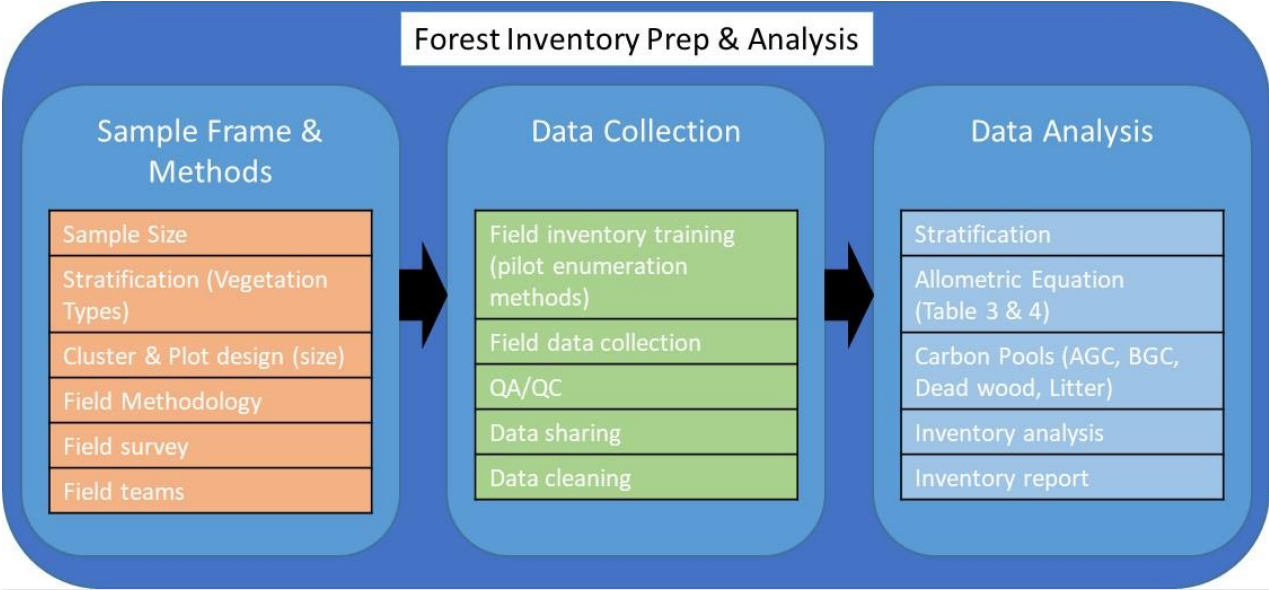 Forest Inventory Prep & Analysis
Sample Frame &
Methods
Sample Size
Stratification (Vegetation
Types)
Cluster & Plot design (size)
Field Methodology
Field survey
Field teams
Data Collection
Field inventory training
(pilot enumeration
methods)
Field data collection
QA/QC
Data sharing
Data cleaning
Data Analysis
Stratification
Allometric Equation
(Table 3 & 4)
Carbon Pools (AGC, BGC,
Dead wood, Litter)
Inventory analysis
Inventory report